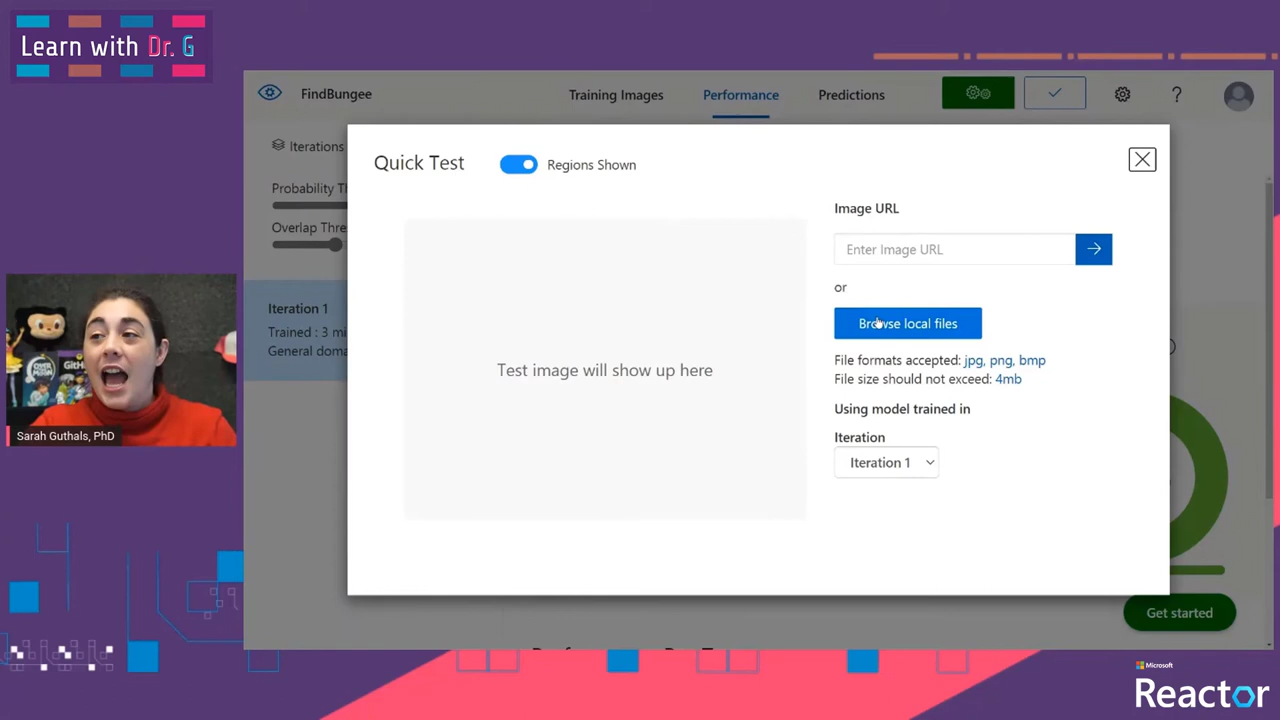 Learn with Dr. G
FindBungee
Training Images
Performance
Predictions
?
Iterations
Probability Th
Overlap Thre
Iteration 1
Trained : 3 mi
General doma
Quick Test
Regions Shown
Test image will show up here
Image URL
Enter Image URL
or
Browse local files
File formats accepted: jpg, png, bmp
File size should not exceed: 4mb
Using model trained in
Iteration
Iteration 1
Get started
Sarah Guthals, PhD
Microsoft
Reactor